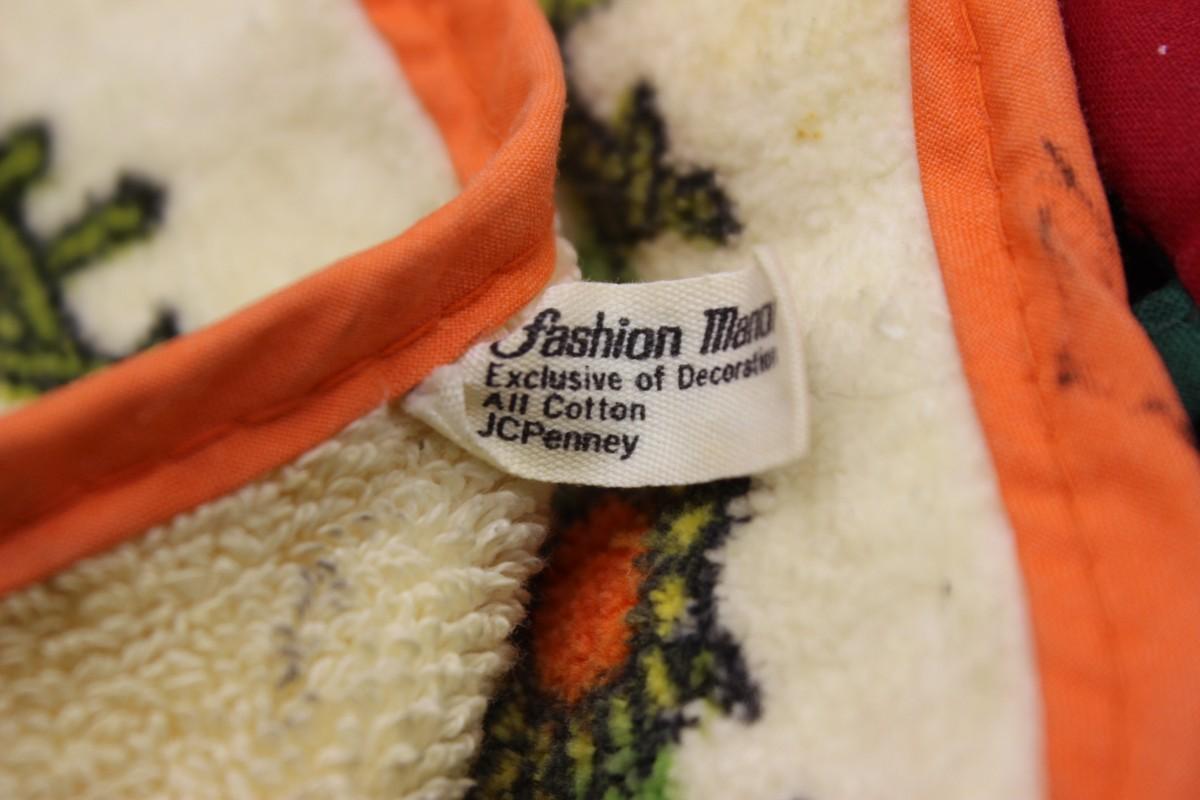 Fashion Mano
Exclusive of Decoration
All Cotton
JCPenney